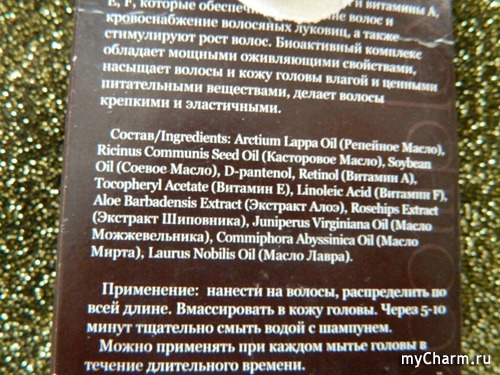 и витамины А,
Е, F, которые обеспечи ние волос и
кровоснабжение волосяных луковиц, а также
стимулируют рост волос. Биоактивный комплекс
обладает мощными оживляющими свойствами,
насыщает волосы и кожу головы влагой и ценными
питательными веществами, делает волосы
крепкими и эластичными.
Состав/Ingredients: Arctium Lappa Oil (Репейное Масло),
Ricinus Communis Seed Oil (Касторовое Масло), Soybean
Oil (Соевое Масло), D-pantenol, Retinol (Витамин А),
Tocopheryl Acetate (Витамин Е), Linoleic Acid (Витамин F),
Aloe Barbadensis Extract (Экстракт Алоэ), Rosehips Extract
(Экстракт Шиповника), Juniperus Virginiana Oil (Масло
Можжевельника), Commiphora Abyssinica Oil (Масло
Мирта), Laurus Nobilis Oil (Масло Лавра).
Применение: нанести на волосы, распределить по
всей длине. Вмассировать в кожу головы. Через 5-10
минут тщательно смыть водой с шампунем.
Можно применять при каждом мытье головы в
течение длительного времени.
myCharm.ru